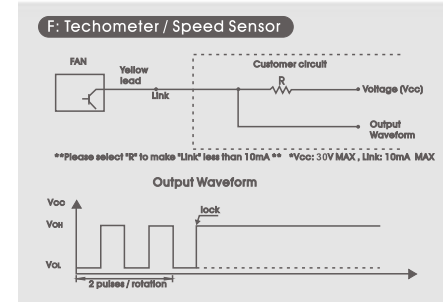 F: Techometer / Speed Sensor
FAN
Yellow
lead
Link
Customer circuit
R
Voltage (Vcc)
Output
Waveform
**Please select "R" to make "Link" less than 10mA ** *Vcc: 30V MAX , Link: 10mA MAX
Output Waveform
Vcc
VOH
VOL
lock
2 pulses / rotation